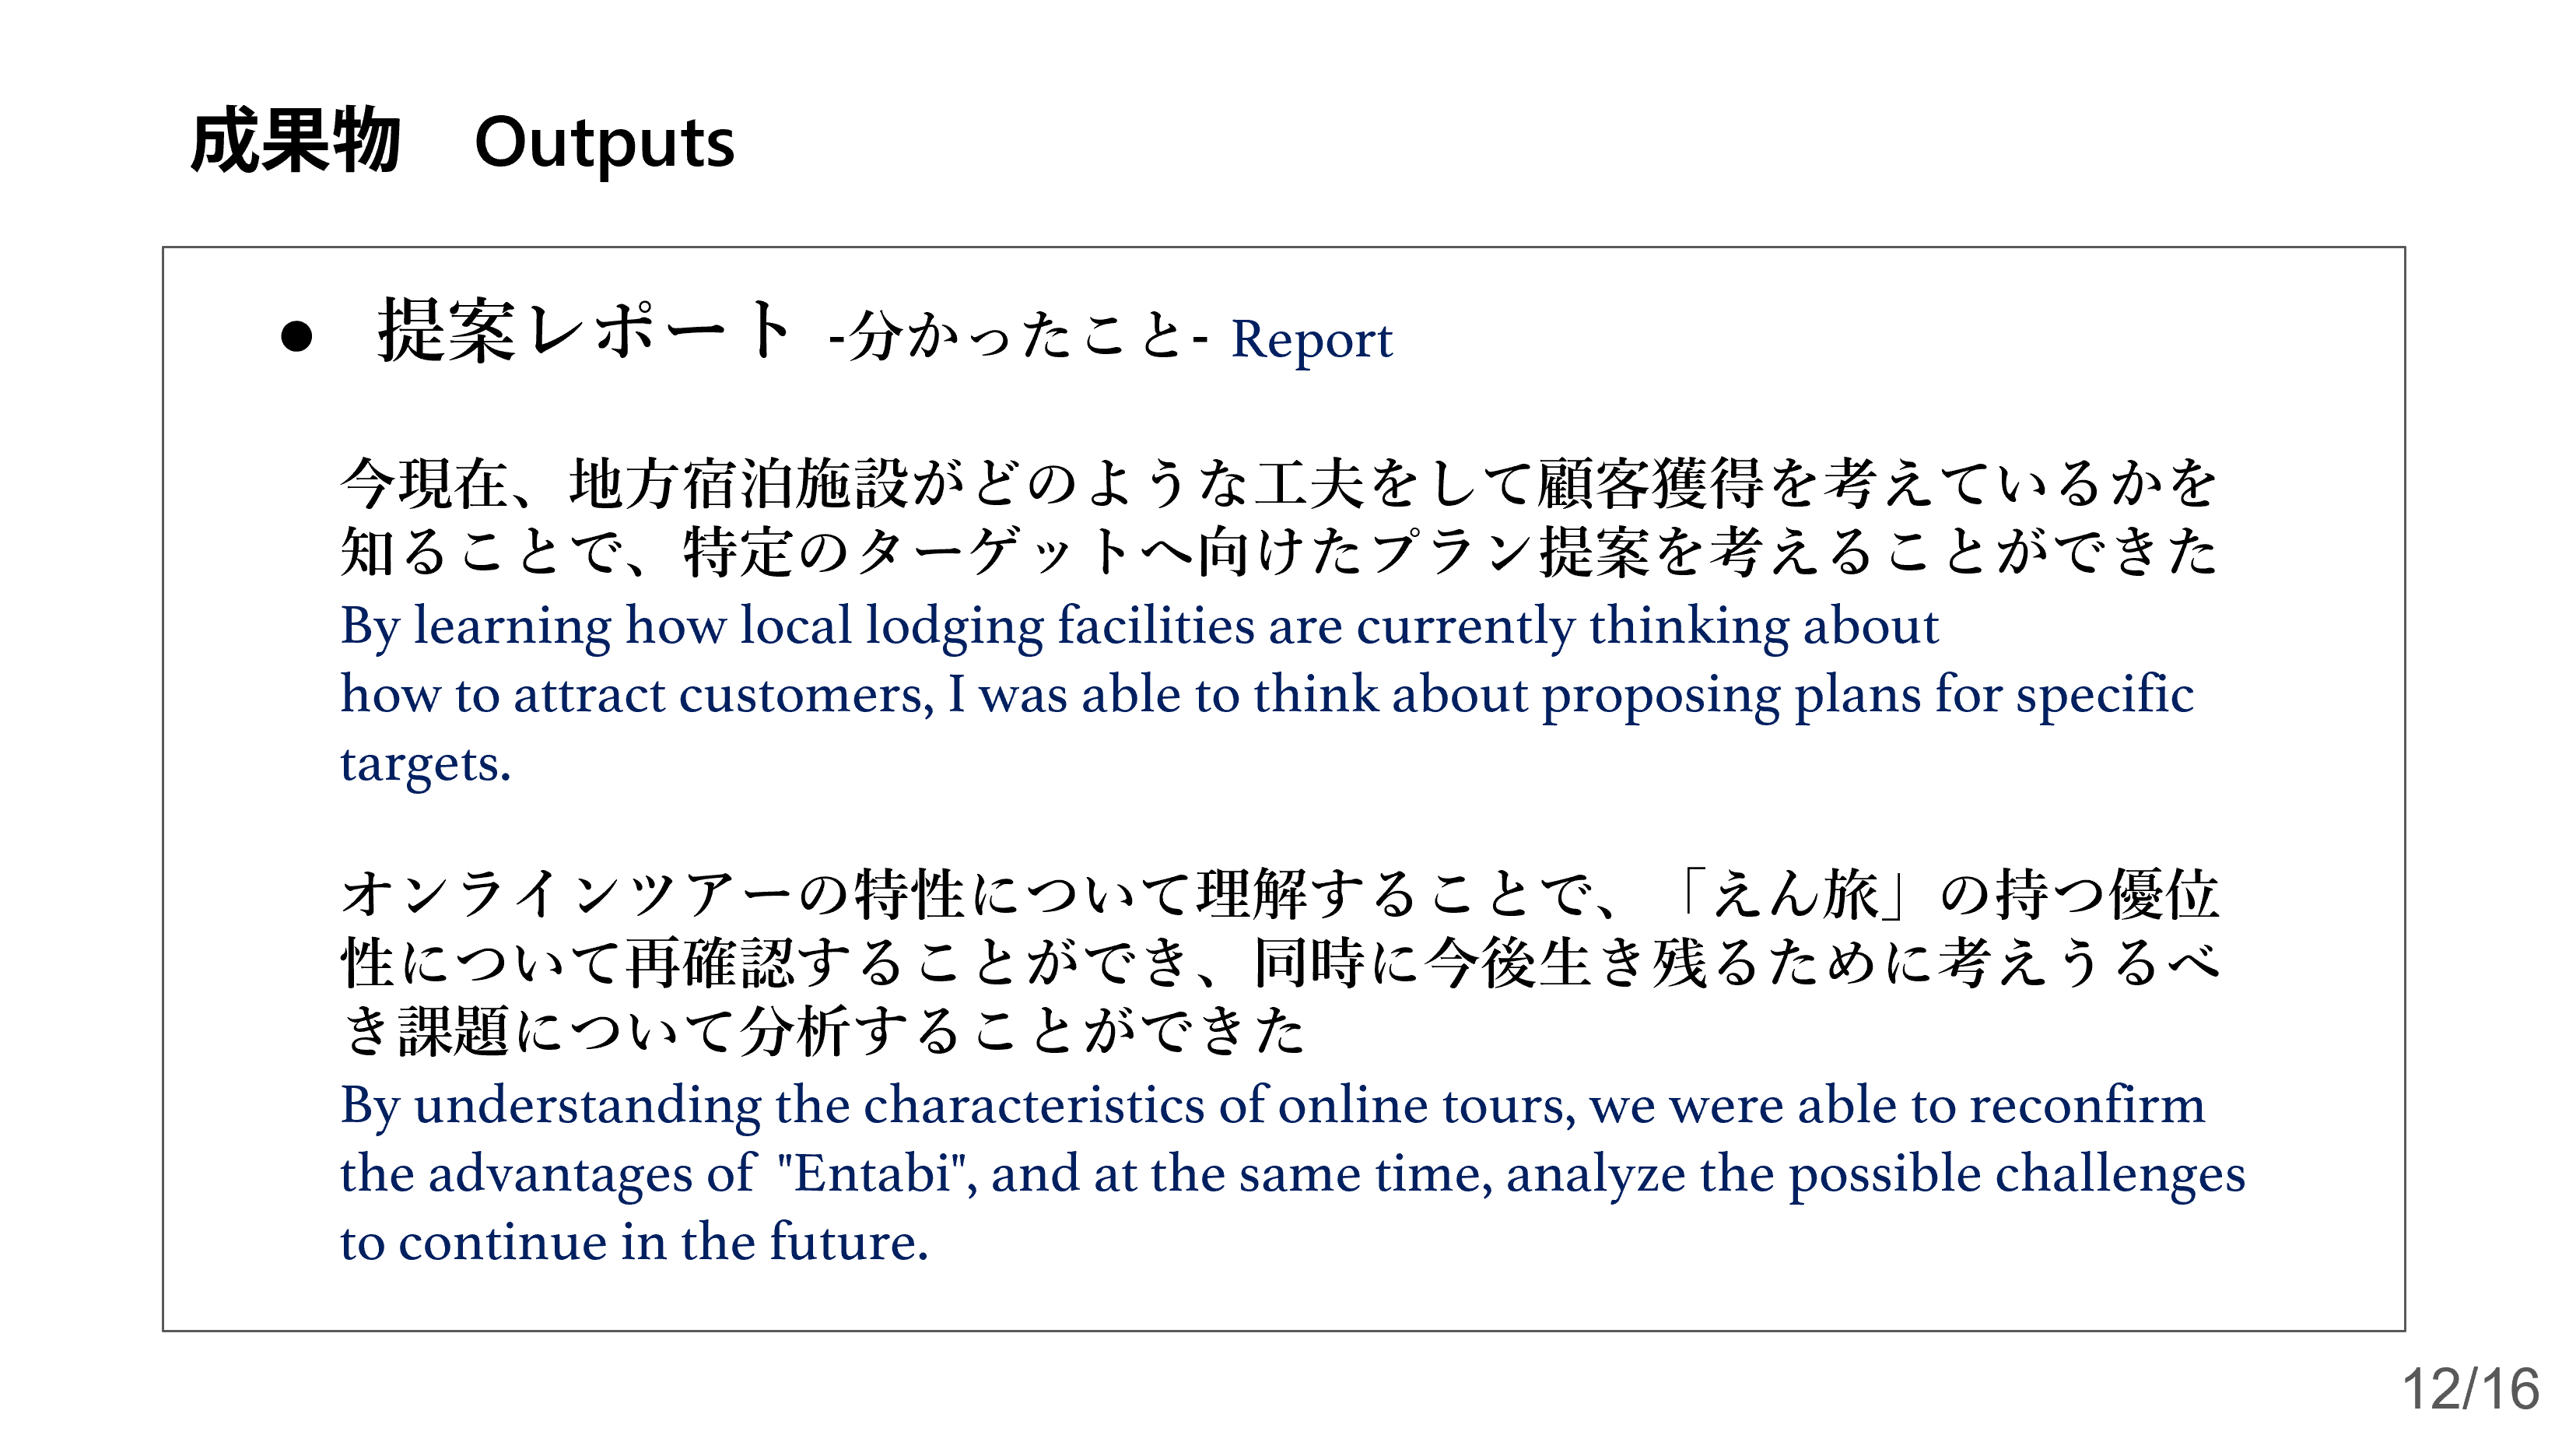 成果物　Outputs
● 提案レポート -分かったこと- Report
今現在、地方宿泊施設がどのような工夫をして顧客獲得を考えているかを
知ることで、特定のターゲットへ向けたプラン提案を考えることができた
By learning how local lodging facilities are currently thinking about
how to attract customers, I was able to think about proposing plans for specific
targets.
オンラインツアーの特性について理解することで、「えん旅」の持つ優位
性について再確認することができ、同時に今後生き残るために考えうるべ
き課題について分析することができた
By understanding the characteristics of online tours, we were able to reconfirm
the advantages of "Entabi", and at the same time, analyze the possible challenges
to continue in the future.
12/16